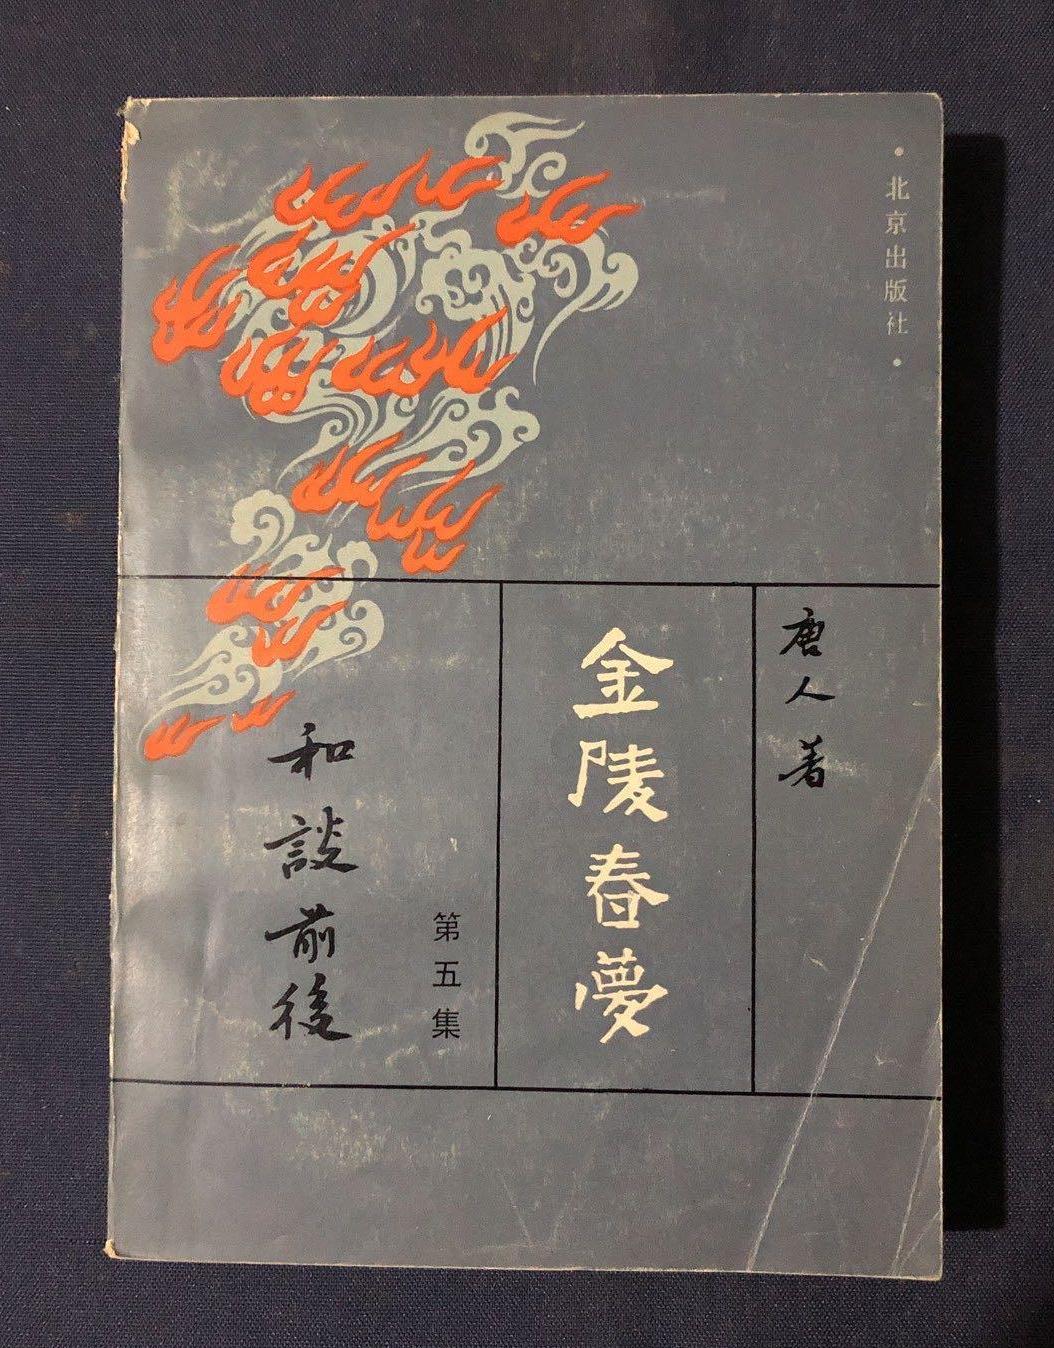 ·北京出版社·
唐人著
金陵春夢
第五集
和談前後